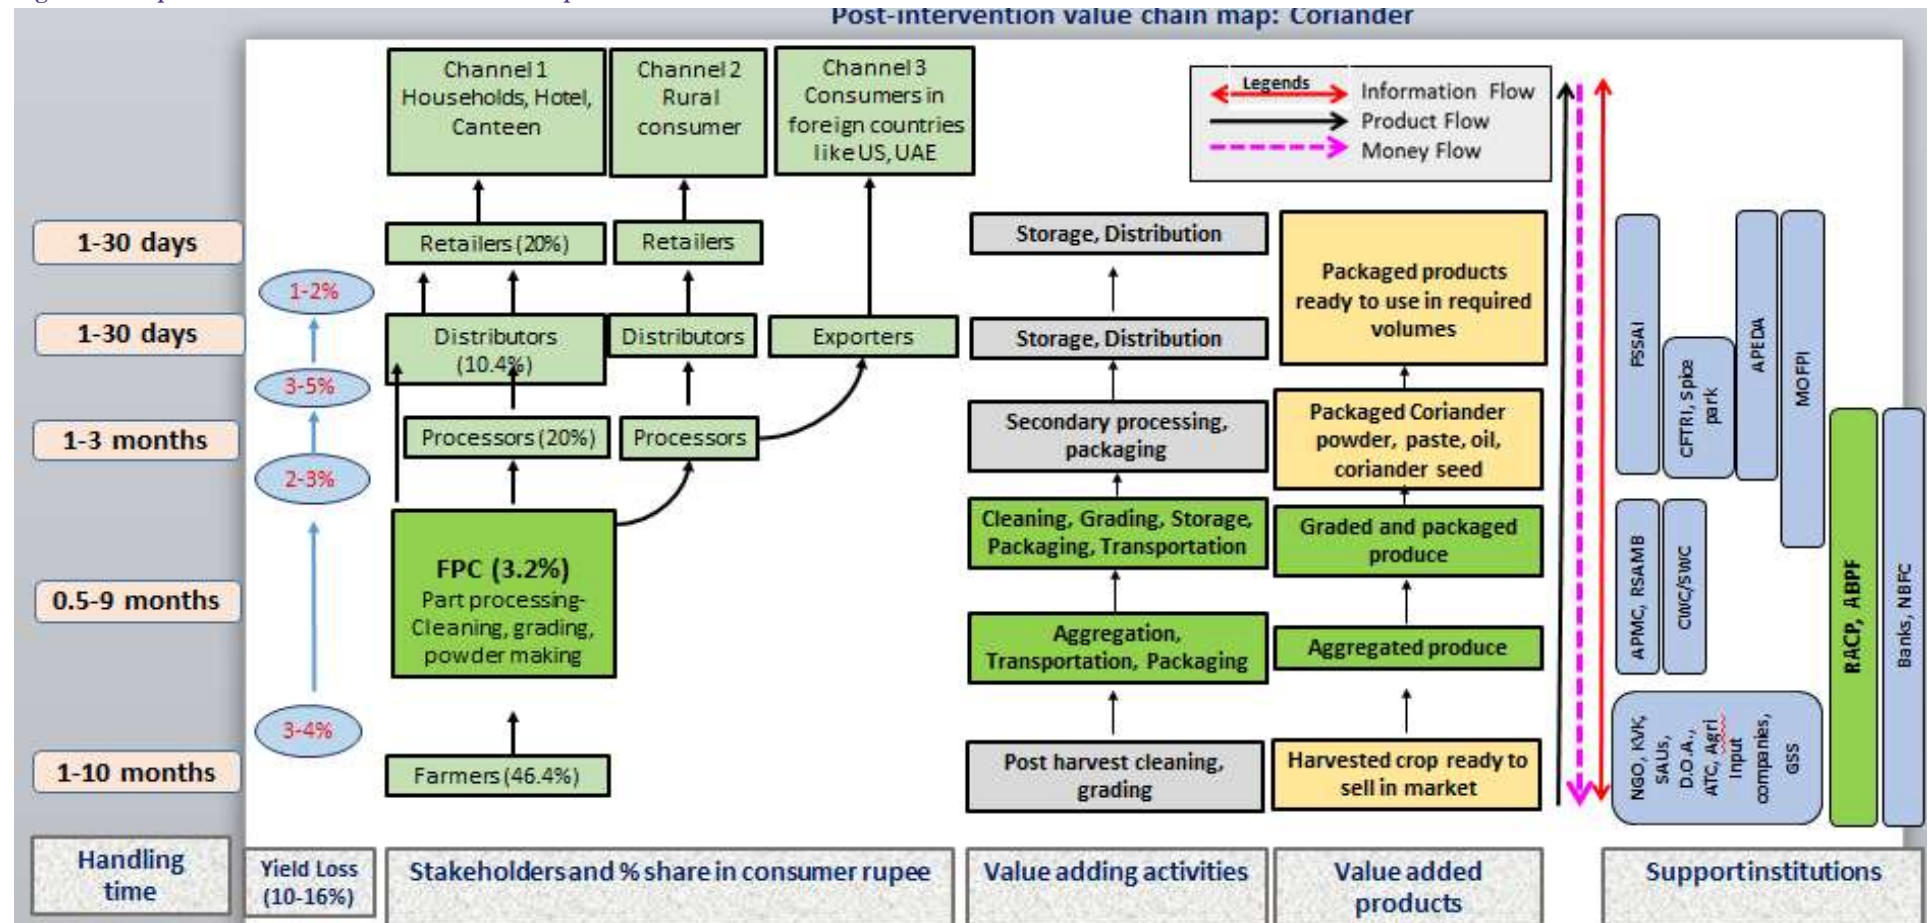 Post-intervention value chain map: Coriander
Channel 1
Households, Hotel,
Canteen
Channel 2
Rural
consumer
Channel 3
Consumers in
foreign countries
like US, UAE
Legends
Information Flow
Product Flow
Money Flow
1-30 days
Retailers (20%)
Retailers
Storage, Distribution
Packaged products
ready to use in required
volumes
1-2%
1-30 days
Distributors
(10.4%)
Distributors
Exporters
Storage, Distribution
3-5%
1-3 months
Processors (20%)
Processors
Secondary processing,
packaging
Packaged Coriander
powder, paste, oil,
coriander seed
2-3%
0.5-9 months
FPC (3.2%)
Part processing-
Cleaning, grading,
powder making
Cleaning, Grading, Storage,
Packaging, Transportation
Graded and packaged
produce
Aggregation,
Transportation, Packaging
Aggregated produce
3-4%
1-10 months
Farmers (46.4%)
Post harvest cleaning,
grading
Harvested crop ready to
sell in market
FSSAI
CFTRI, Spice
park
APEDA
MOFPI
APMC, RSAMB
CWC/SWC
RACP, ABPF
Banks, NBFC
NGO, KVK,
SAUs,
D.O.A.,
ATC, Agri
Input
companies,
GSS
Handling
time
Yield Loss
(10-16%)
Stakeholders and % share in consumer rupee
Value adding activities
Value added
products
Support institutions